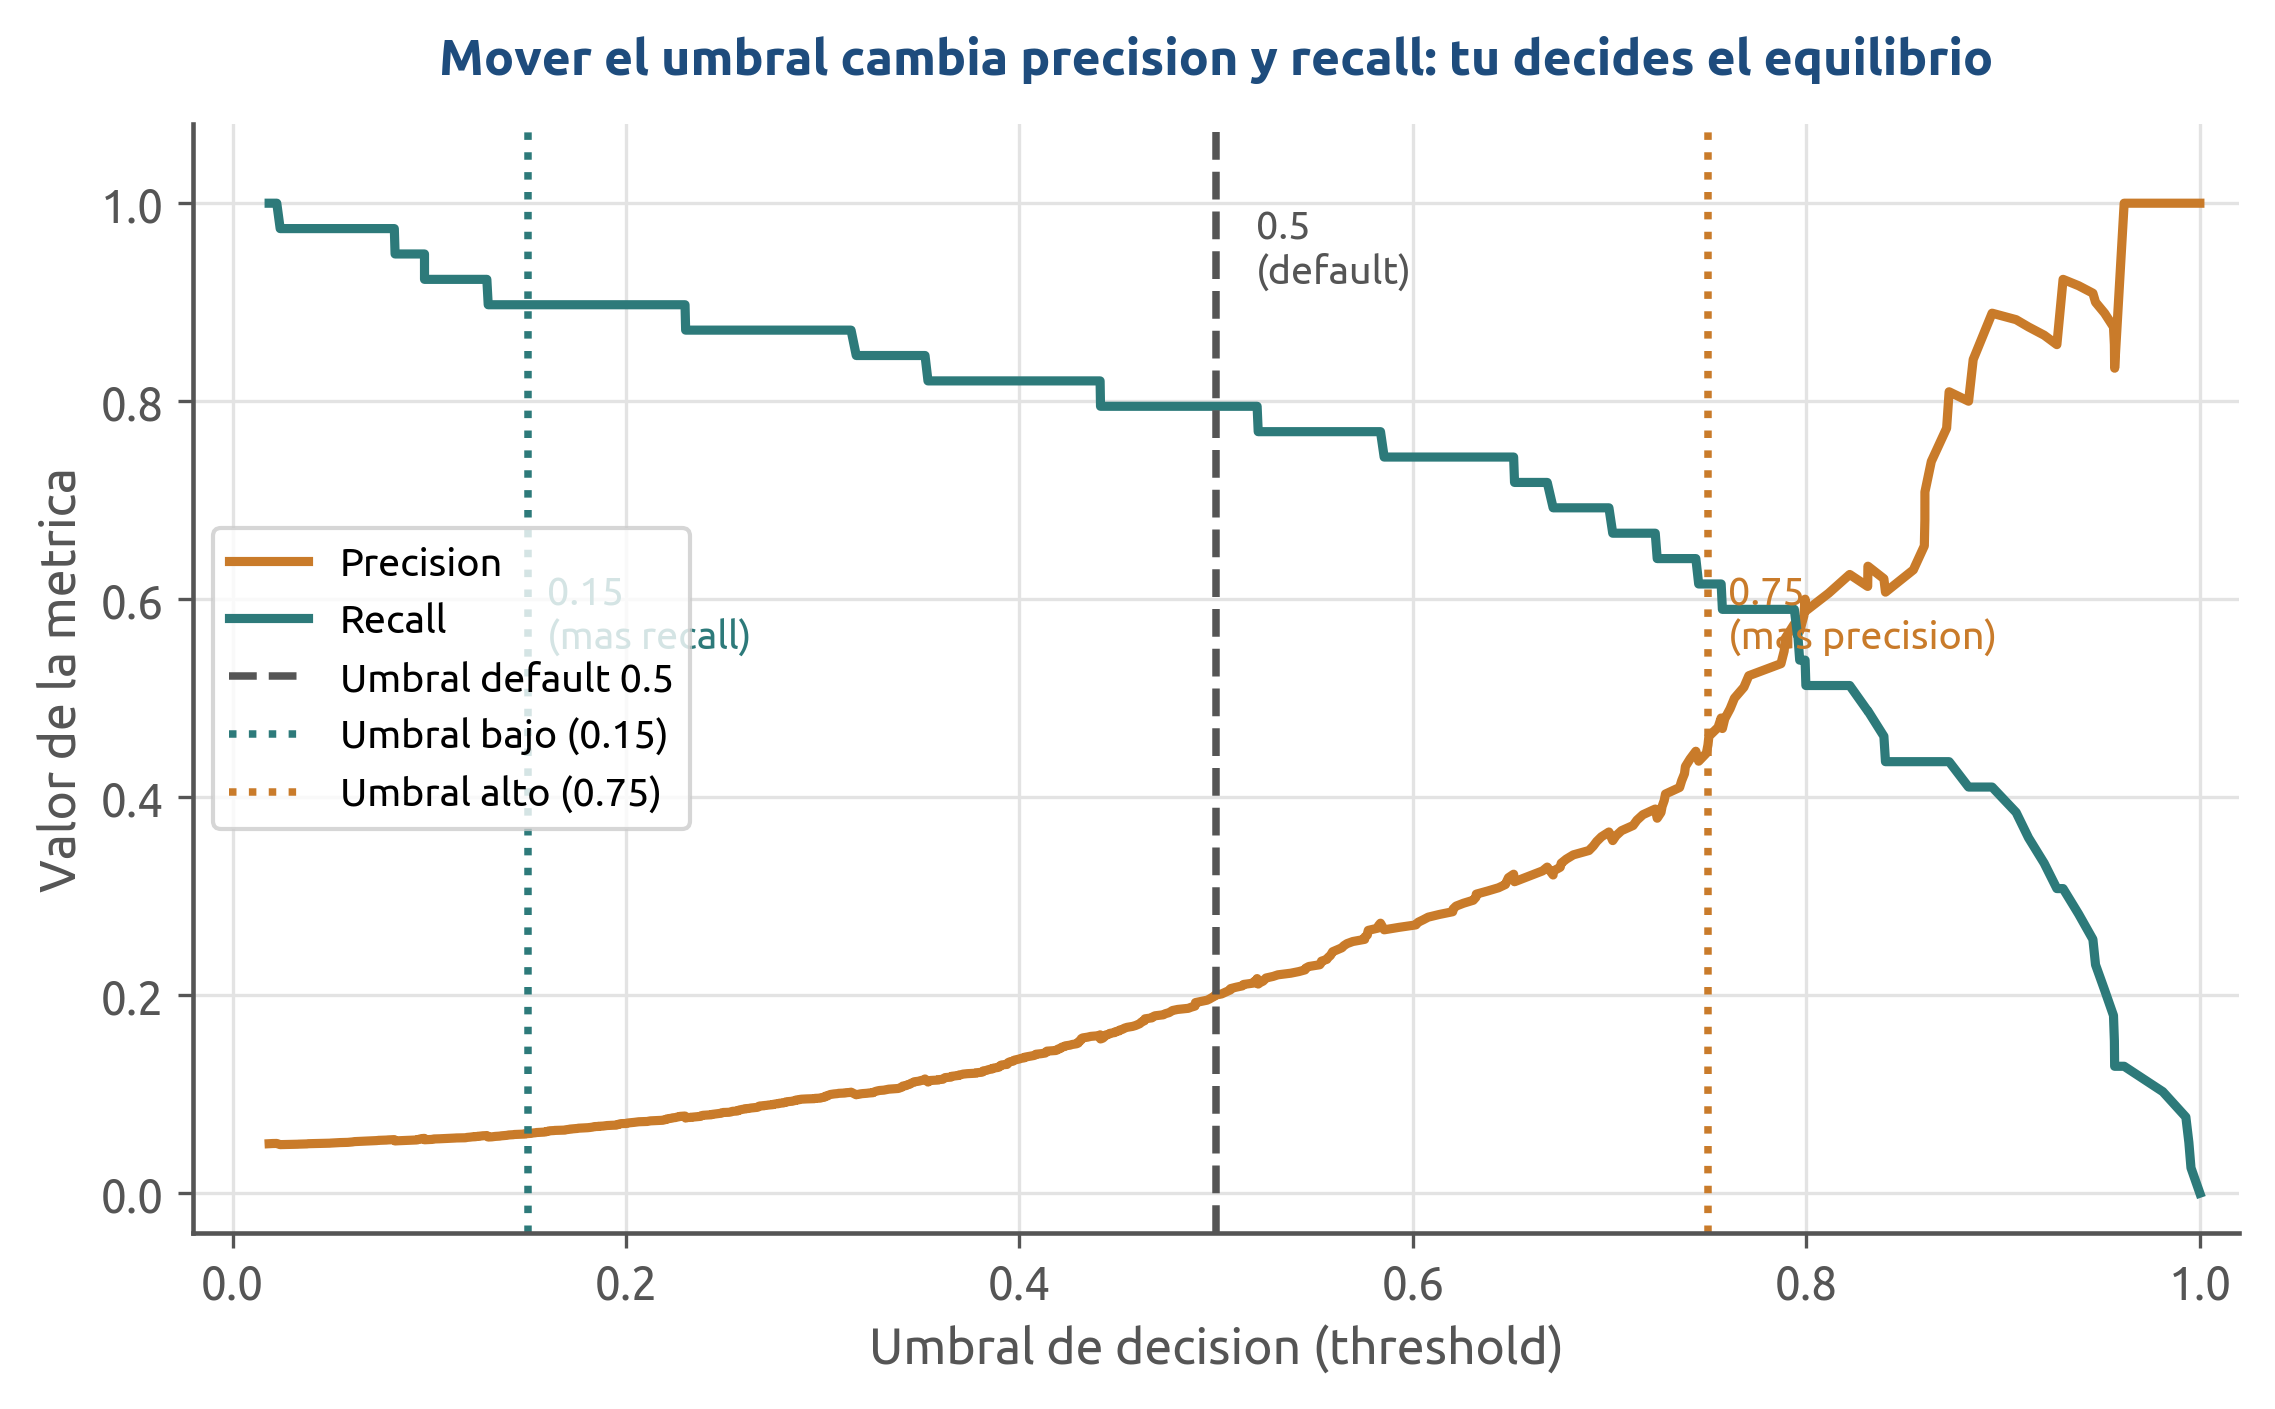 Mover el umbral cambia precision y recall: tu decides el equilibrio
Valor de la metrica
1.0
0.8
0.6
0.4
0.2
0.0
0.5
(default)
Precision
Recall
Umbral default 0.5
Umbral bajo (0.15)
Umbral alto (0.75)
0.15
(mas recall)
0.75
(mas precision)
0.0
0.2
0.4
0.6
0.8
1.0
Umbral de decision (threshold)